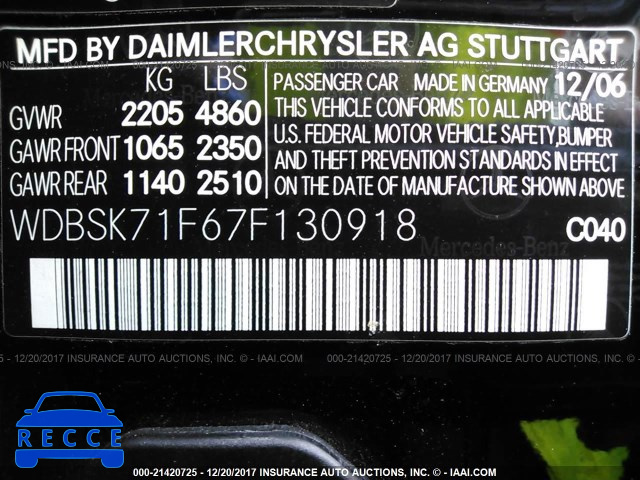 MFD BY DAIMLERCHRYSLER AG STUTTGART
KG LBS
GVWR 2205 4860
GAWR FRONT 1065 2350
GAWR REAR 1140 2510
PASSENGER CAR MADE IN GERMANY 12/06
THIS VEHICLE CONFORMS TO ALL APPLICABLE
U.S. FEDERAL MOTOR VEHICLE SAFETY, BUMPER
AND THEFT PREVENTION STANDARDS IN EFFECT
ON THE DATE OF MANUFACTURE SHOWN ABOVE.
WDBSK71F67F130918 C040
Mercedes-Benz
000-21420725 - 12/20/2017 INSURANCE AUTO AUCTIONS, INC. © - IAAI.COM
RECCE
000-21420725 - 12/20/2017 INSURANCE AUTO AUCTIONS, INC. © - IAAI.COM